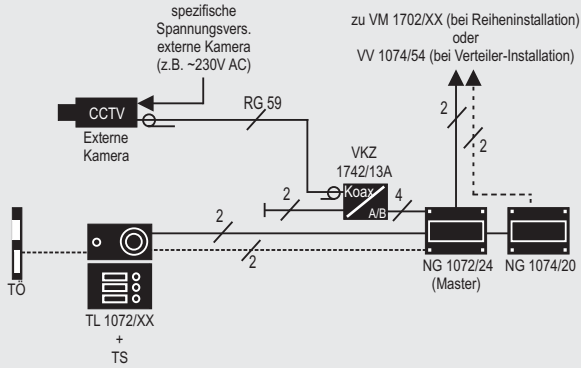 spezifische
Spannungsvers.
externe Kamera
(z.B. ~230V AC)
zu VM 1702/XX (bei Reiheninstallation)
oder
VV 1074/54 (bei Verteiler-Installation)
CCTV
RG 59
Externe
Kamera
2
2
VKZ
1742/13A
Koax
A/B
2
4
2
2
TÖ
TL 1072/XX
+
TS
NG 1072/24
(Master)
NG 1074/20